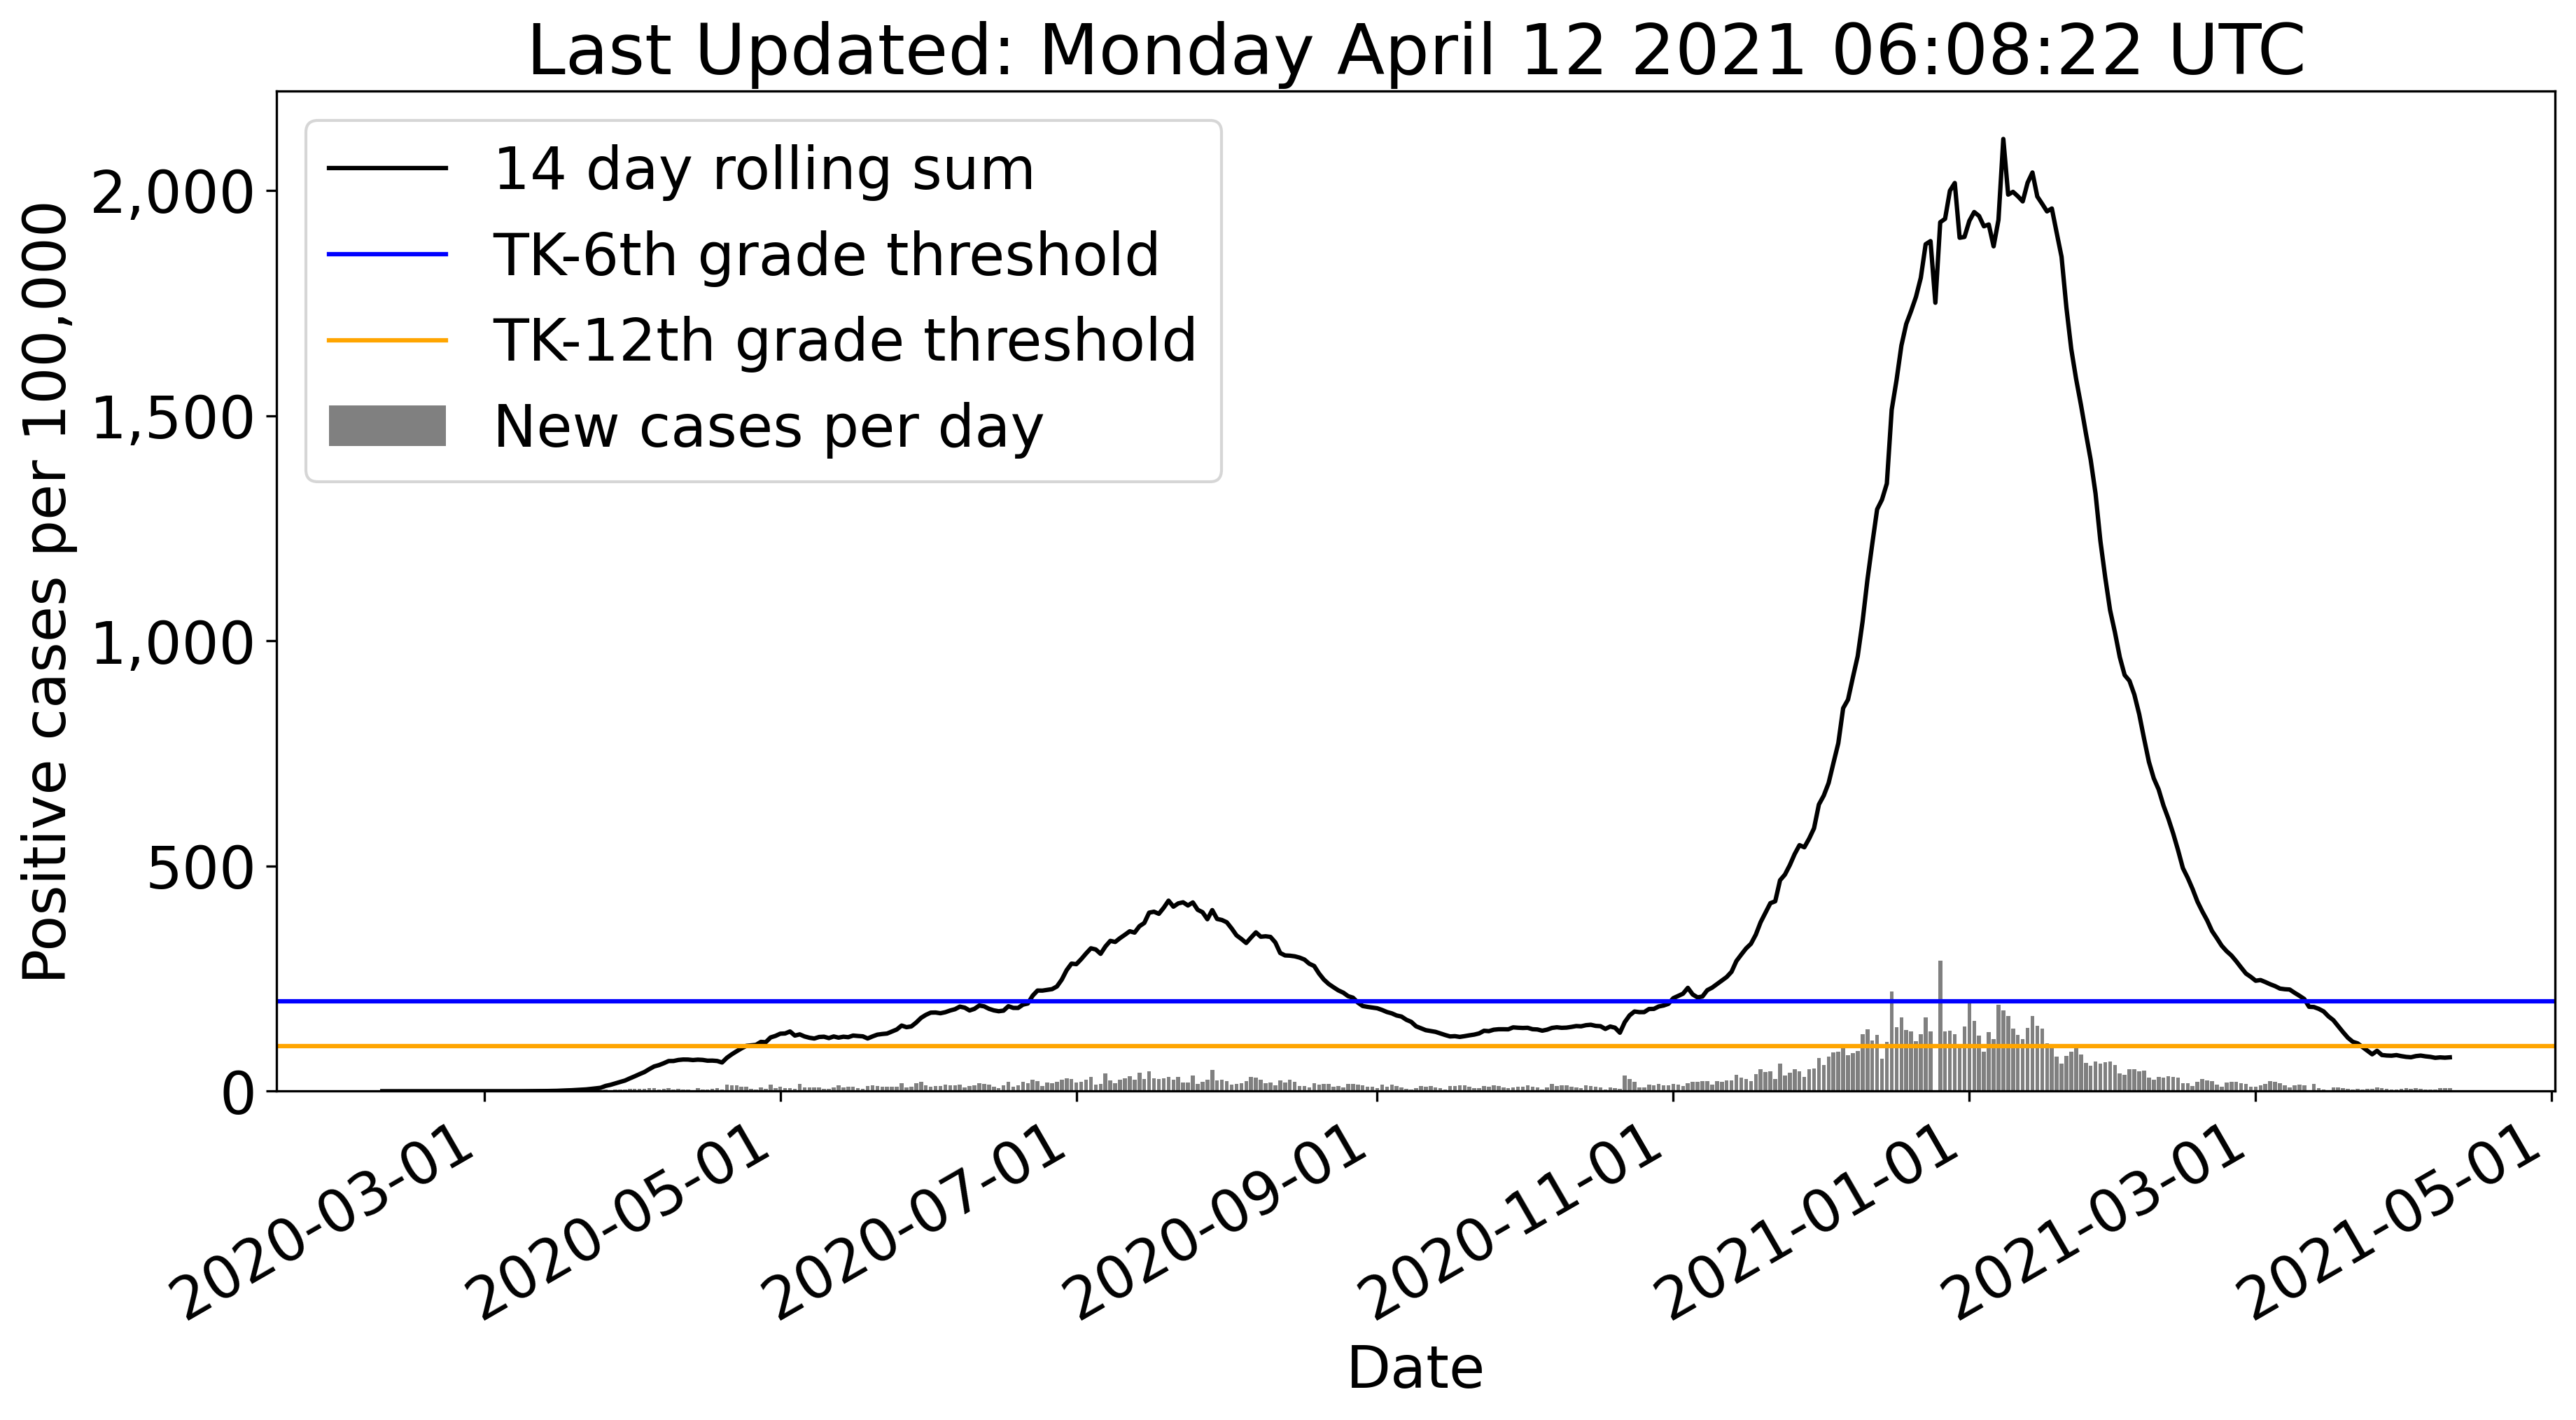 Last Updated: Monday April 12 2021 06:08:22 UTC
14 day rolling sum
TK-6th grade threshold
TK-12th grade threshold
New cases per day
Positive cases per 100,000
2,000
1,500
1,000
500
0
2020-03-01
2020-05-01
2020-07-01
2020-09-01
2020-11-01
2021-01-01
2021-03-01
2021-05-01
Date